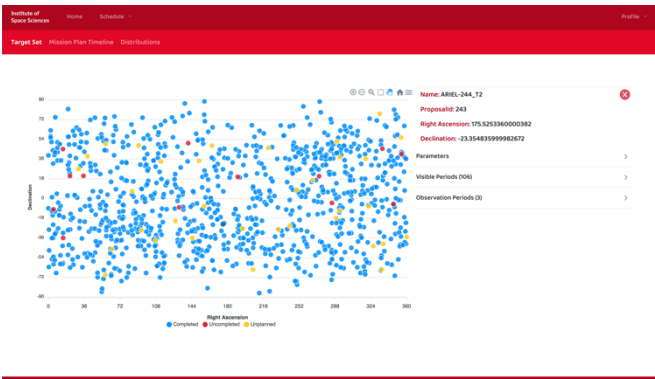 Institute of
Space Sciences
Home
Schedule
Profile
Target Set
Mission Plan Timeline
Distributions
Name: ARIEL-244_T2
ProposalId: 243
Right Ascension: 175.5253360000382
Declination: -23.354835999982672
Parameters
Visible Periods (106)
Observation Periods (3)
Declination
90
72
54
36
18
0
-18
-36
-54
-72
-90
0 36 72 108 144 180 216 252 288 324 360
Right Ascension
Completed Uncompleted Unplanned